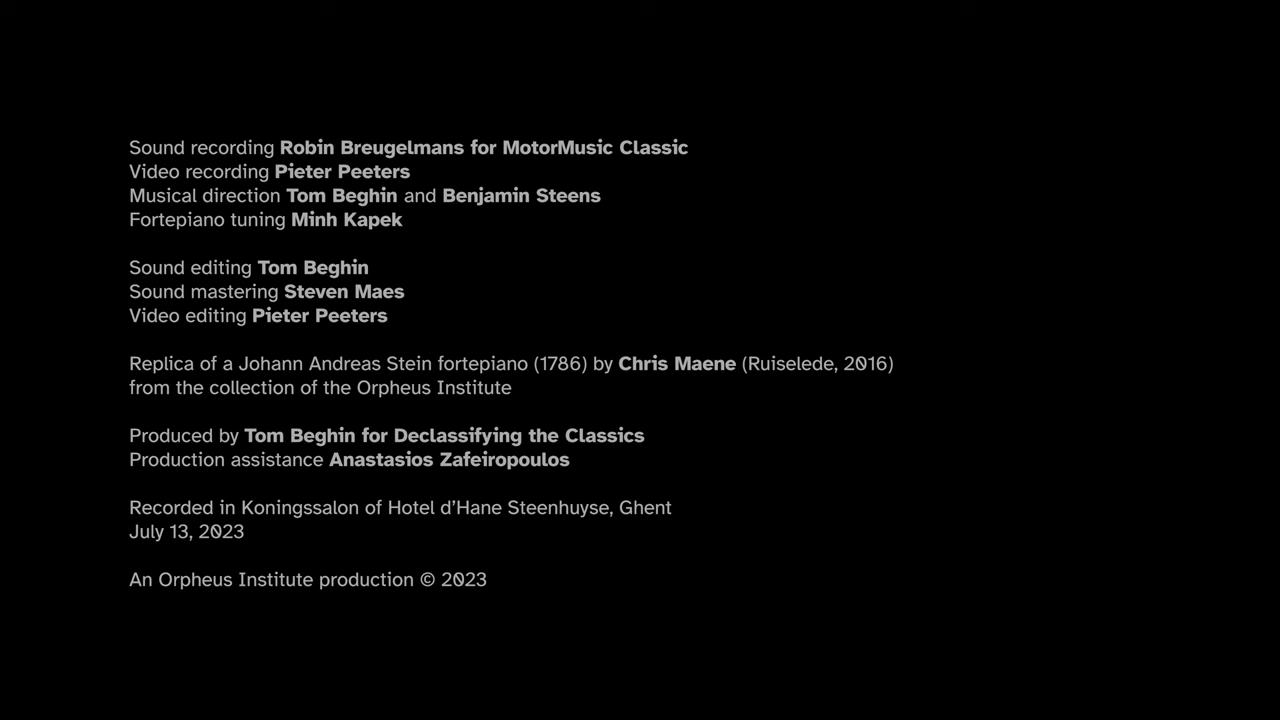 Sound recording Robin Breugelmans for MotorMusic Classic
Video recording Pieter Peeters
Musical direction Tom Beghin and Benjamin Steens
Fortepiano tuning Minh Kapek
Sound editing Tom Beghin
Sound mastering Steven Maes
Video editing Pieter Peeters
Replica of a Johann Andreas Stein fortepiano (1786) by Chris Maene (Ruiselede, 2016)
from the collection of the Orpheus Institute
Produced by Tom Beghin for Declassifying the Classics
Production assistance Anastasios Zafeiropoulos
Recorded in Koningssalon of Hotel d’Hane Steenhuyse, Ghent
July 13, 2023
An Orpheus Institute production © 2023